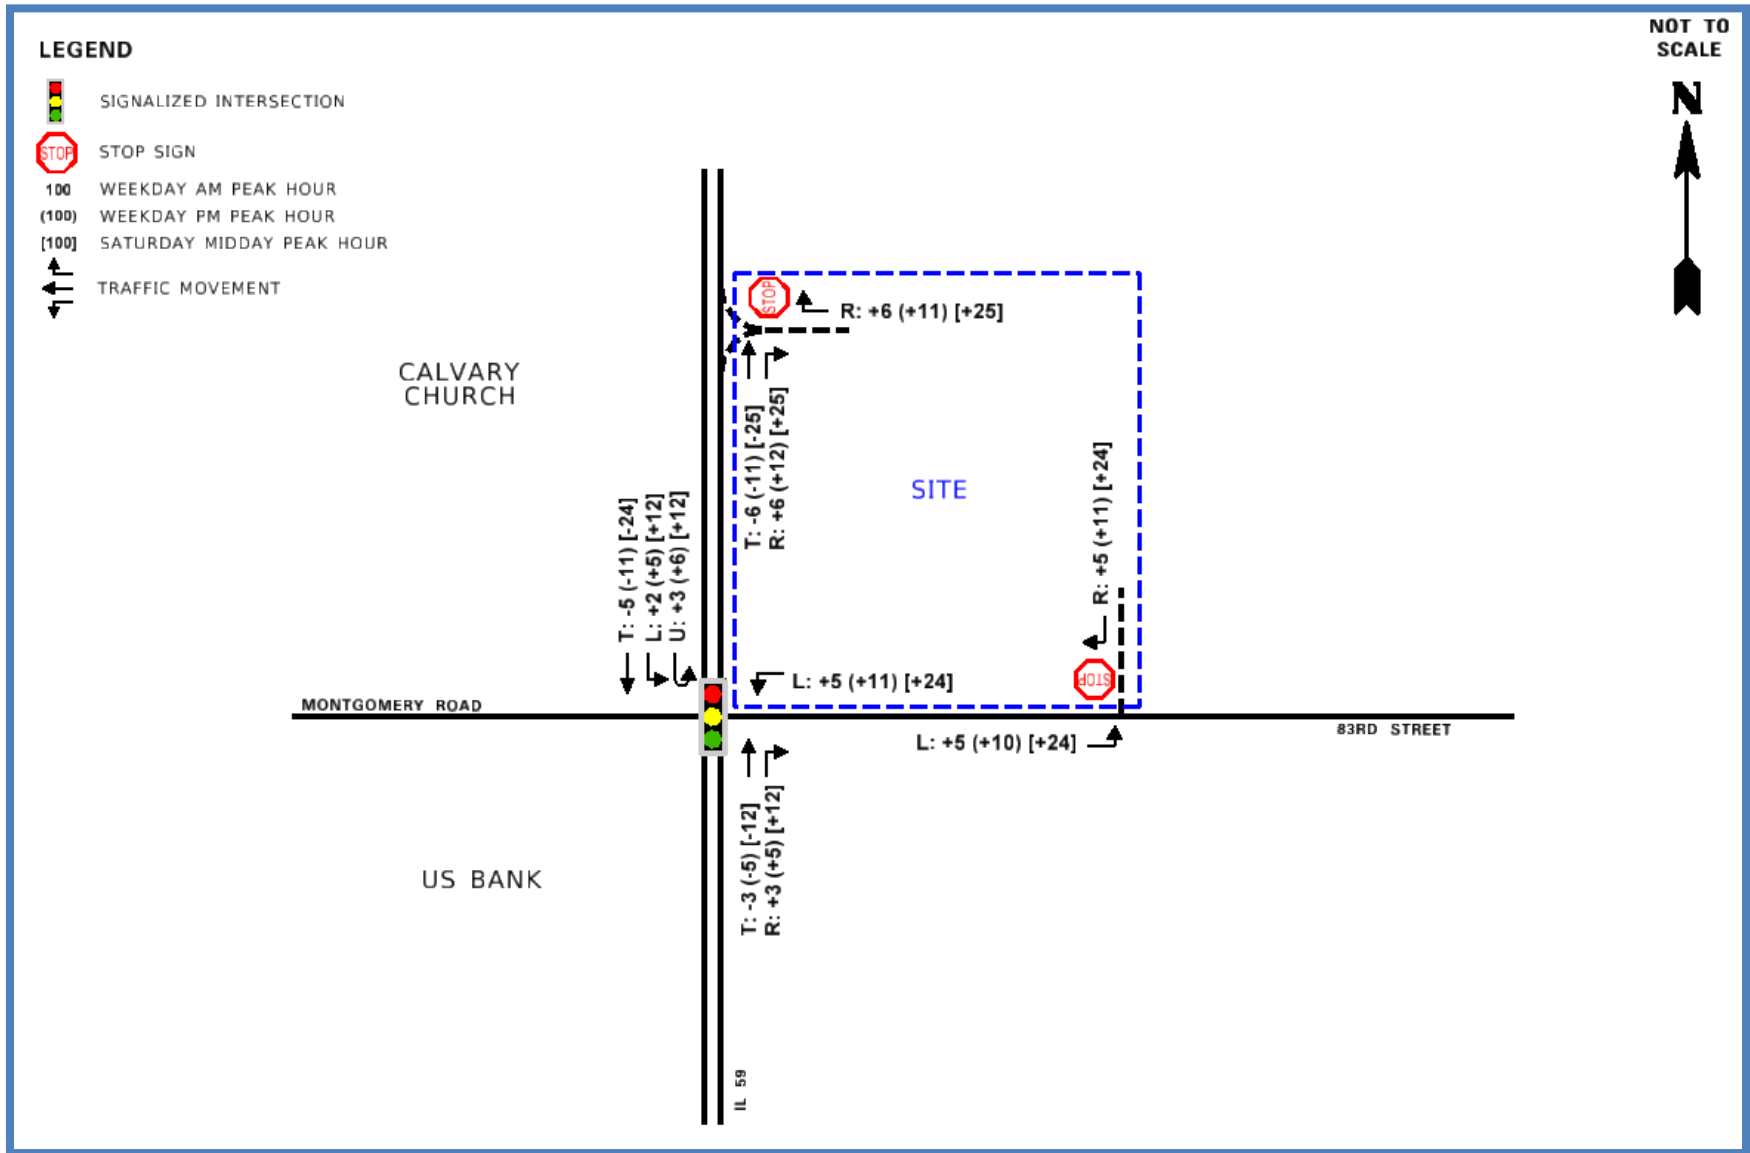 NOT TO
SCALE
N
LEGEND
SIGNALIZED INTERSECTION
STOP
STOP SIGN
100 WEEKDAY AM PEAK HOUR
(100) WEEKDAY PM PEAK HOUR
[100] SATURDAY MIDDAY PEAK HOUR
TRAFFIC MOVEMENT
STOP
R: +6 (+11) [+25]
CALVARY
CHURCH
T: -6 (-11) [-25]
R: +6 (+12) [+25]
SITE
R: +5 (+11) [+24]
T: -5 (-11) [-24]
L: +2 (+5) [+12]
U: +3 (+6) [+12]
L: +5 (+11) [+24]
STOP
MONTGOMERY ROAD
83RD STREET
L: +5 (+10) [+24]
T: -3 (-5) [-12]
R: +3 (+5) [+12]
US BANK
IL 59